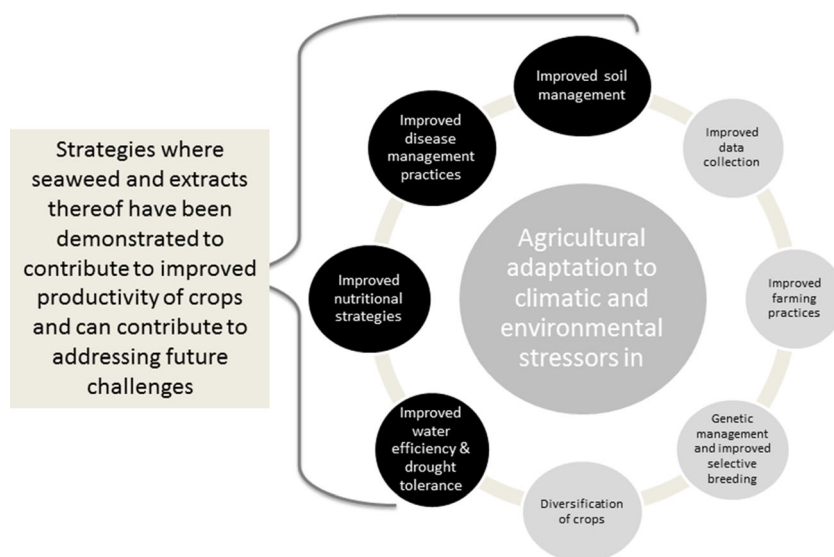 Strategies where
seaweed and extracts
thereof have been
demonstrated to
contribute to improved
productivity of crops
and can contribute to
addressing future
challenges
Improved soil
management
Improved
data
collection
Improved
farming
practices
Genetic
management
and improved
selective
breeding
Diversification
of crops
Improved
water
efficiency &
drought
tolerance
Improved
nutritional
strategies
Improved
disease
management
practices
Agricultural
adaptation to
climatic and
environmental
stressors in